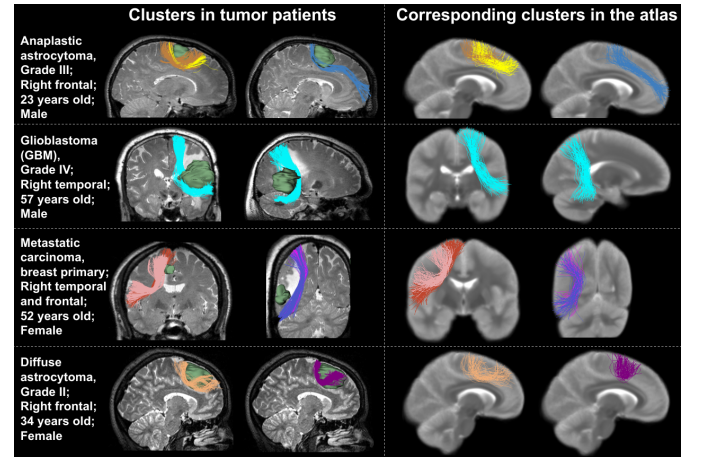 Clusters in tumor patients
Corresponding clusters in the atlas
Anaplastic
astrocytoma,
Grade III;
Right frontal;
23 years old;
Male
Glioblastoma
(GBM),
Grade IV;
Right temporal;
57 years old;
Male
Metastatic
carcinoma,
breast primary;
Right temporal
and frontal;
52 years old;
Female
Diffuse
astrocytoma,
Grade II;
Right frontal;
34 years old;
Female